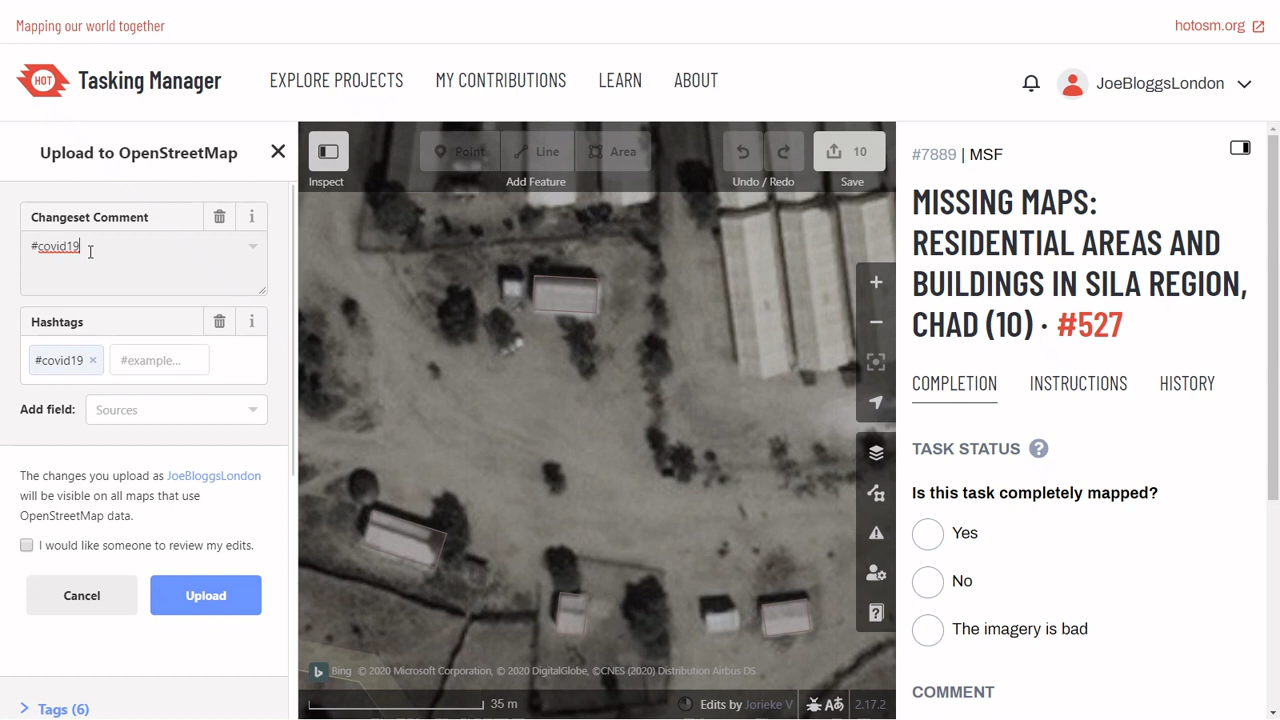 Mapping our world together
hotosm.org
HOT
Tasking Manager
EXPLORE PROJECTS
MY CONTRIBUTIONS
LEARN
ABOUT
JoeBloggsLondon
Upload to OpenStreetMap
Changeset Comment
#covid19
Hashtags
#covid19 ×
#example...
Add field:
Sources
The changes you upload as JoeBloggsLondon
will be visible on all maps that use
OpenStreetMap data.
I would like someone to review my edits.
Cancel
Upload
Tags (6)
Inspect
Point
Line
Area
Add Feature
Undo / Redo
10
Save
Bing © 2020 Microsoft Corporation, © 2020 DigitalGlobe, ©CNES (2020) Distribution Airbus DS
35 m
Edits by Jorieke V
2.17.2
#7889 | MSF
MISSING MAPS:
RESIDENTIAL AREAS AND
BUILDINGS IN SILA REGION,
CHAD (10) · #527
COMPLETION
INSTRUCTIONS
HISTORY
TASK STATUS ?
Is this task completely mapped?
Yes
No
The imagery is bad
COMMENT